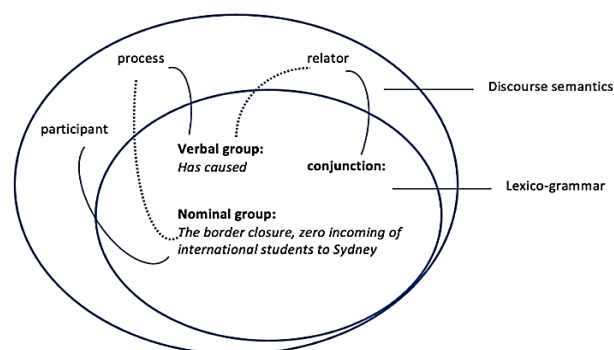 process
relator
Discourse semantics
participant
Verbal group:
Has caused
conjunction:
Lexico-grammar
Nominal group:
The border closure, zero incoming of
international students to Sydney